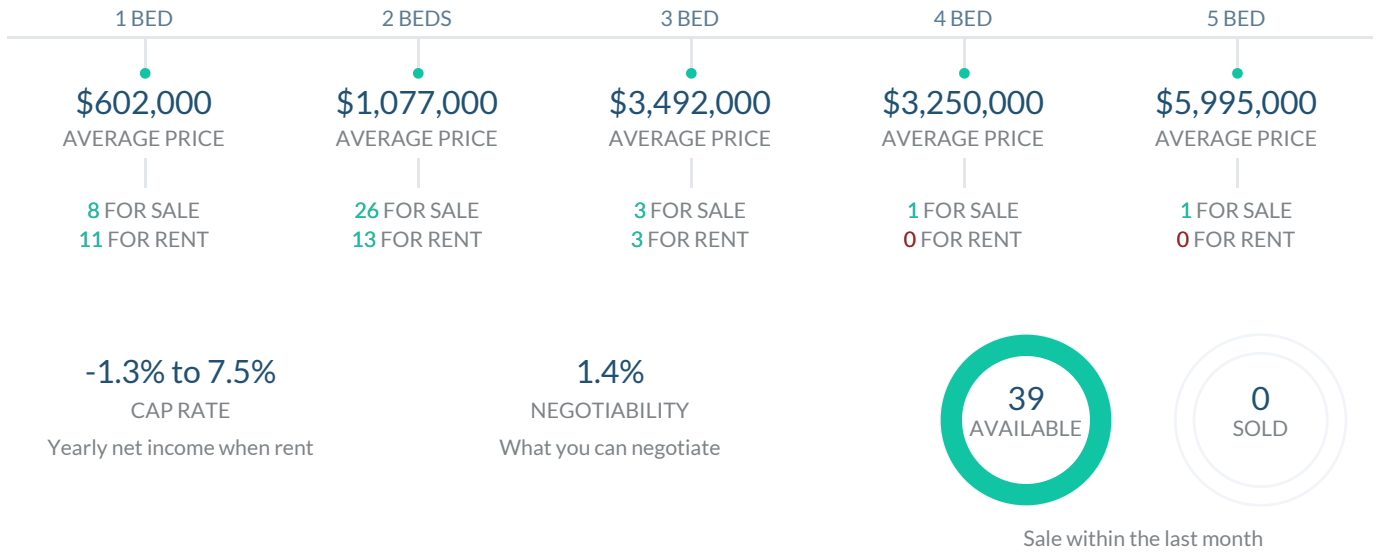 1 BED
2 BEDS
3 BED
4 BED
5 BED
$602,000
$1,077,000
$3,492,000
$3,250,000
$5,995,000
AVERAGE PRICE
AVERAGE PRICE
AVERAGE PRICE
AVERAGE PRICE
AVERAGE PRICE
8 FOR SALE
26 FOR SALE
3 FOR SALE
1 FOR SALE
1 FOR SALE
11 FOR RENT
13 FOR RENT
3 FOR RENT
0 FOR RENT
0 FOR RENT
-1.3% to 7.5%
CAP RATE
Yearly net income when rent
1.4%
NEGOTIABILITY
What you can negotiate
39
AVAILABLE
0
SOLD
Sale within the last month